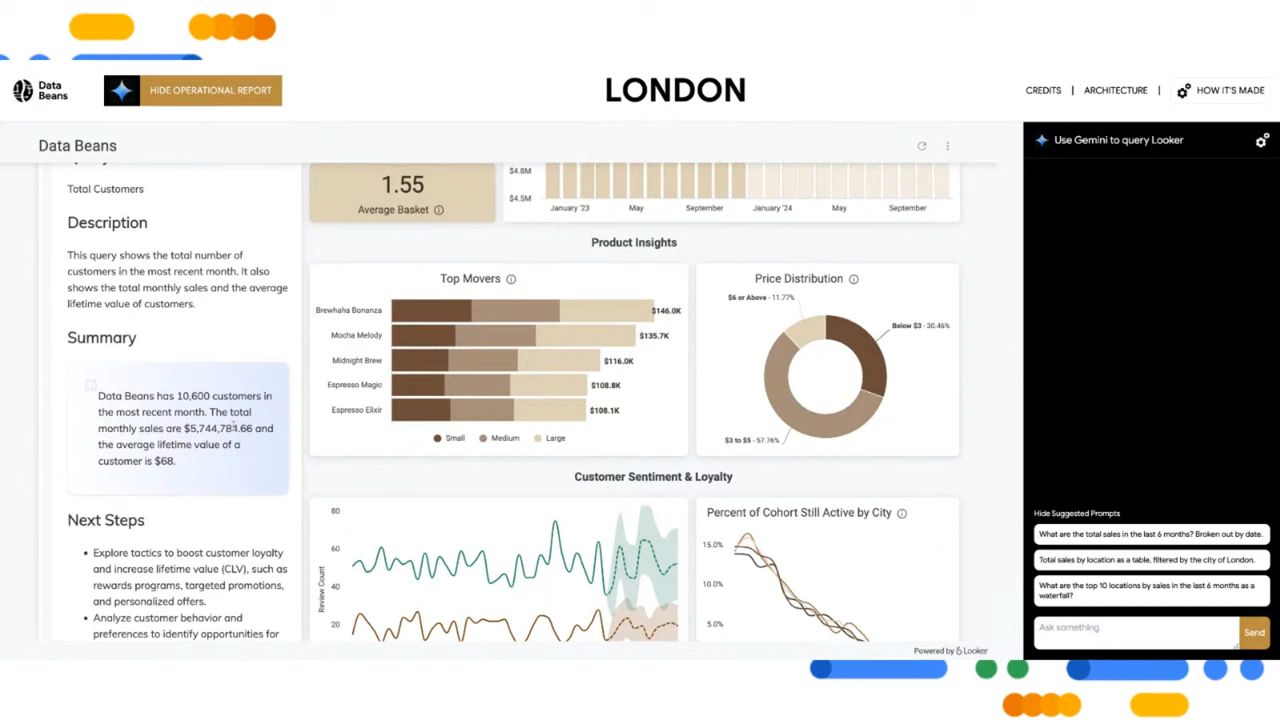 Data
Beans
HIDE OPERATIONAL REPORT
LONDON
CREDITS | ARCHITECTURE | HOW IT'S MADE
Data Beans
Total Customers
Description
This query shows the total number of
customers in the most recent month. It also
shows the total monthly sales and the average
lifetime value of customers.
Summary
Data Beans has 10,600 customers in
the most recent month. The total
monthly sales are $5,744,781.66 and
the average lifetime value of a
customer is $68.
Next Steps
• Explore tactics to boost customer loyalty
and increase lifetime value (CLV), such as
rewards programs, targeted promotions,
and personalized offers.
• Analyze customer behavior and
preferences to identify opportunities for
1.55
Average Basket
$4.8M
$4.5M
January '23 May September January '24 May September
Product Insights
Top Movers
Brewhaha Bonanza $146.0K
Mocha Melody $135.7K
Midnight Brew $116.0K
Espresso Magic $108.8K
Espresso Elixir $108.1K
Small Medium Large
Price Distribution
$6 or Above - 11.77%
Below $3 - 30.46%
$3 to $5 - 57.76%
Customer Sentiment & Loyalty
80
60
40
20
Review Count
Percent of Cohort Still Active by City
15.0%
10.0%
5.0%
Powered by Looker
Use Gemini to query Looker
Hide Suggested Prompts
What are the total sales in the last 6 months? Broken out by date.
Total sales by location as a table, filtered by the city of London.
What are the top 10 locations by sales in the last 6 months as a
waterfall?
Ask something
Send